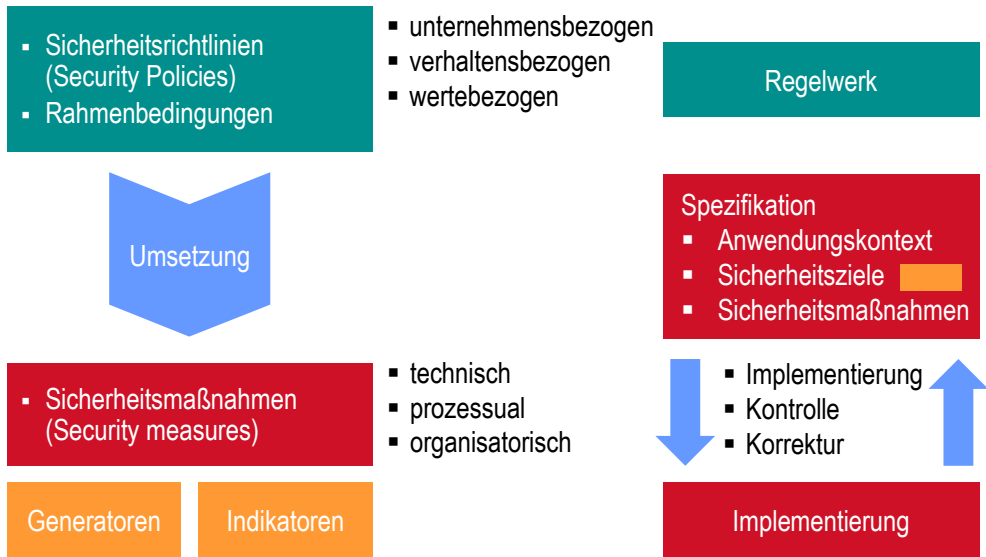 ▪ Sicherheitsrichtlinien
(Security Policies)
▪ Rahmenbedingungen
▪ unternehmensbezogen
▪ verhaltensbezogen
▪ wertebezogen
Regelwerk
Umsetzung
Spezifikation
▪ Anwendungskontext
▪ Sicherheitsziele
▪ Sicherheitsmaßnahmen
▪ Sicherheitsmaßnahmen
(Security measures)
▪ technisch
▪ prozessual
▪ organisatorisch
▪ Implementierung
▪ Kontrolle
▪ Korrektur
Generatoren
Indikatoren
Implementierung